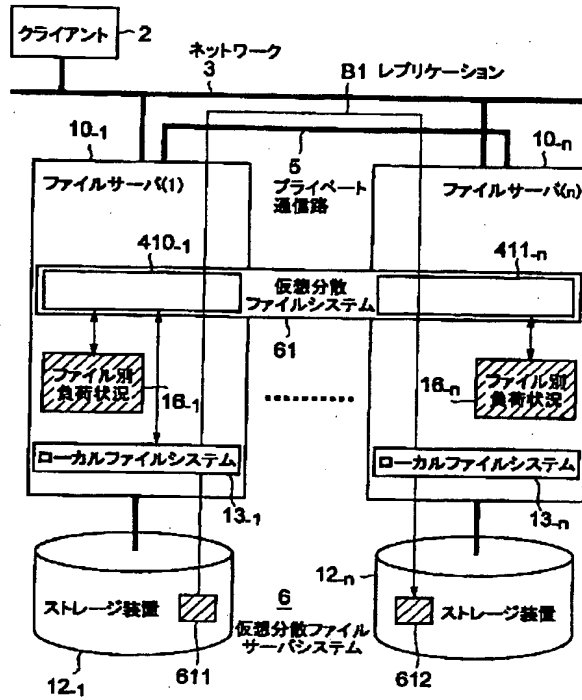 クライアント
2
ネットワーク
3
B1 レプリケーション
10-1
10-n
5
ファイルサーバ(1)
プライベート
通信路
ファイルサーバ(n)
410-1
411-n
仮想分散
ファイルシステム
61
ファイル別
負荷状況
16-1
16-n
ファイル別
負荷状況
ローカルファイルシステム
ローカルファイルシステム
13-1
13-n
12-n
ストレージ装置
6
ストレージ装置
仮想分散ファイル
サーバシステム
611
612
12-1